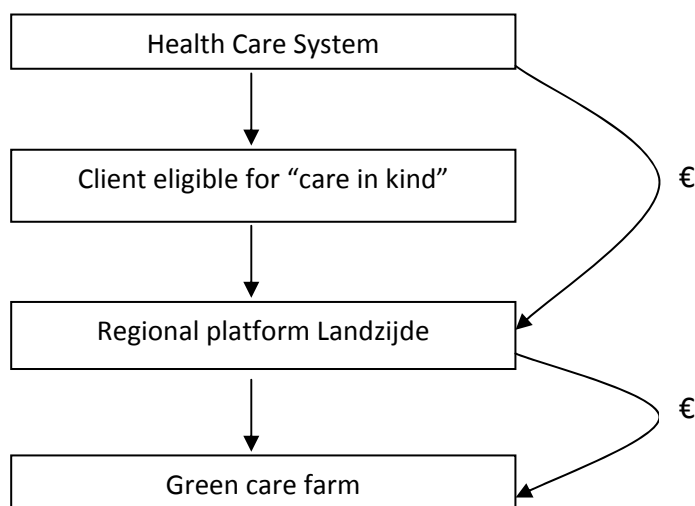 Health Care System
Client eligible for “care in kind”
€
Regional platform Landzijde
€
Green care farm